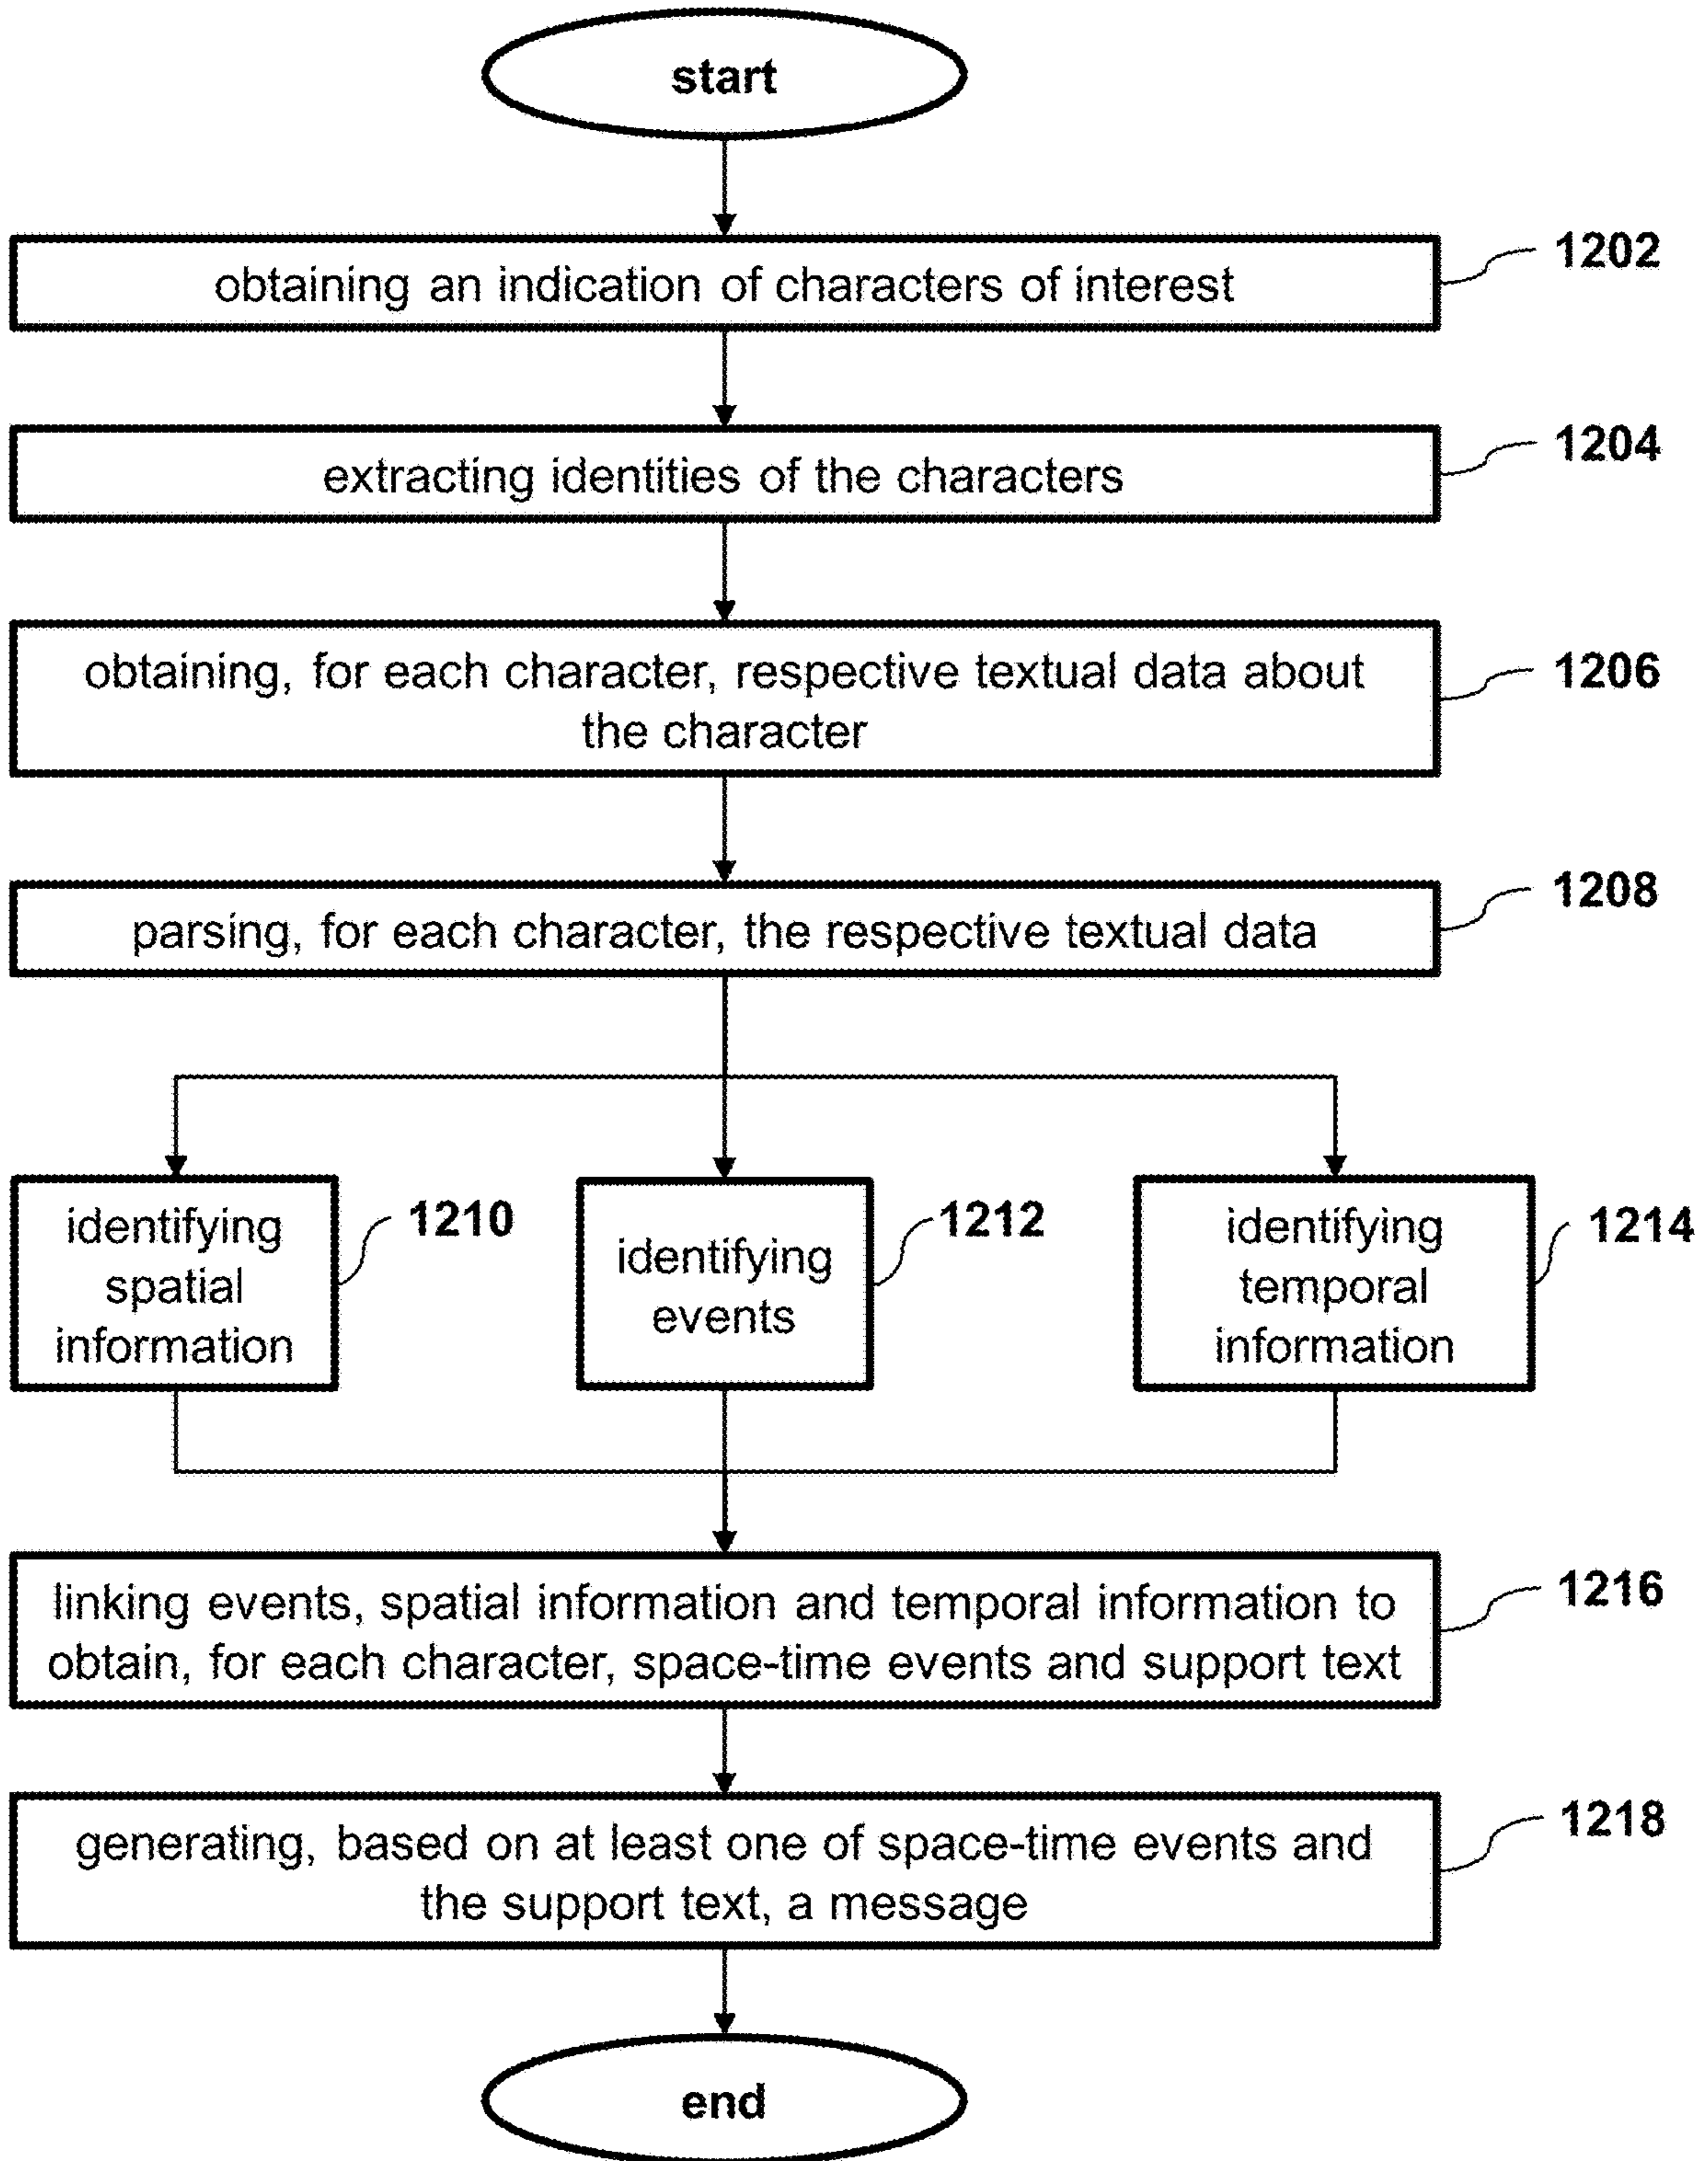 start
obtaining an indication of characters of interest
1202
extracting identities of the characters
1204
obtaining, for each character, respective textual data about
the character
1206
parsing, for each character, the respective textual data
1208
identifying
spatial
information
1210
identifying
events
1212
identifying
temporal
information
1214
linking events, spatial information and temporal information to
obtain, for each character, space-time events and support text
1216
generating, based on at least one of space-time events and
the support text, a message
1218
end